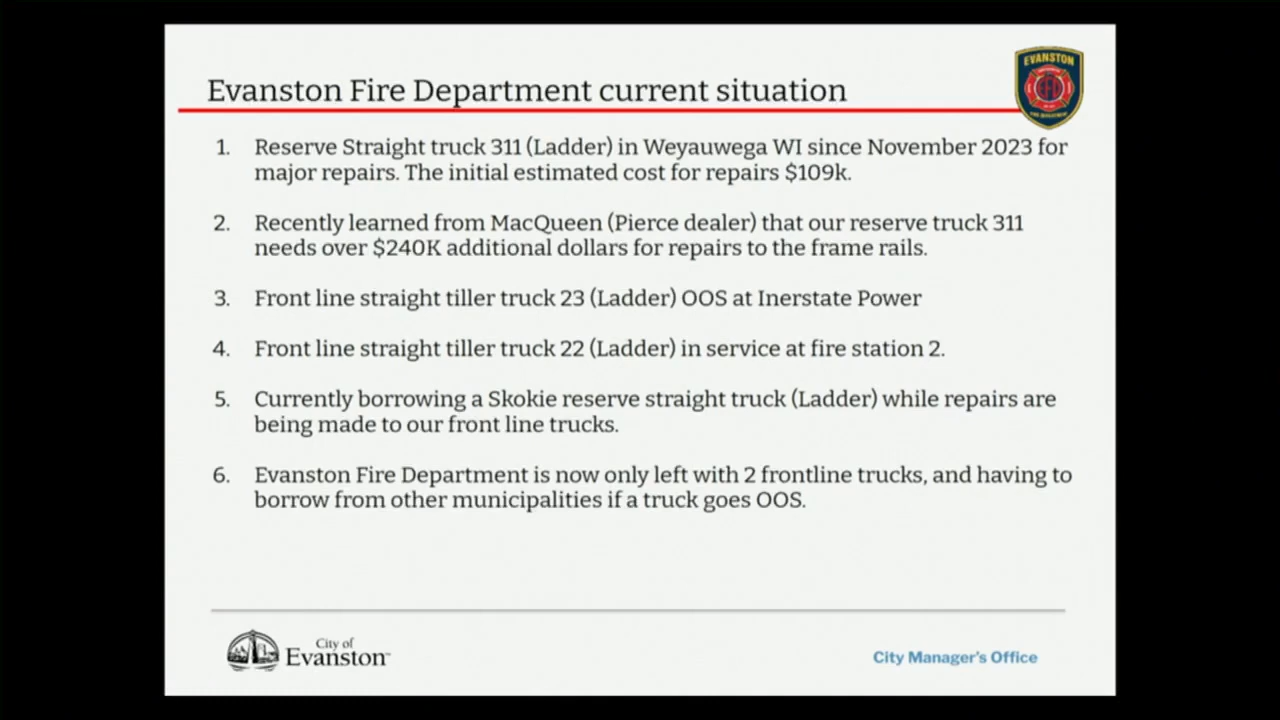 Evanston Fire Department current situation
EVANSTON
1. Reserve Straight truck 311 (Ladder) in Weyauwega WI since November 2023 for
major repairs. The initial estimated cost for repairs $109k.
2. Recently learned from MacQueen (Pierce dealer) that our reserve truck 311
needs over $240K additional dollars for repairs to the frame rails.
3. Front line straight tiller truck 23 (Ladder) OOS at Inerstate Power
4. Front line straight tiller truck 22 (Ladder) in service at fire station 2.
5. Currently borrowing a Skokie reserve straight truck (Ladder) while repairs are
being made to our front line trucks.
6. Evanston Fire Department is now only left with 2 frontline trucks, and having to
borrow from other municipalities if a truck goes OOS.
City of
Evanston™
City Manager's Office